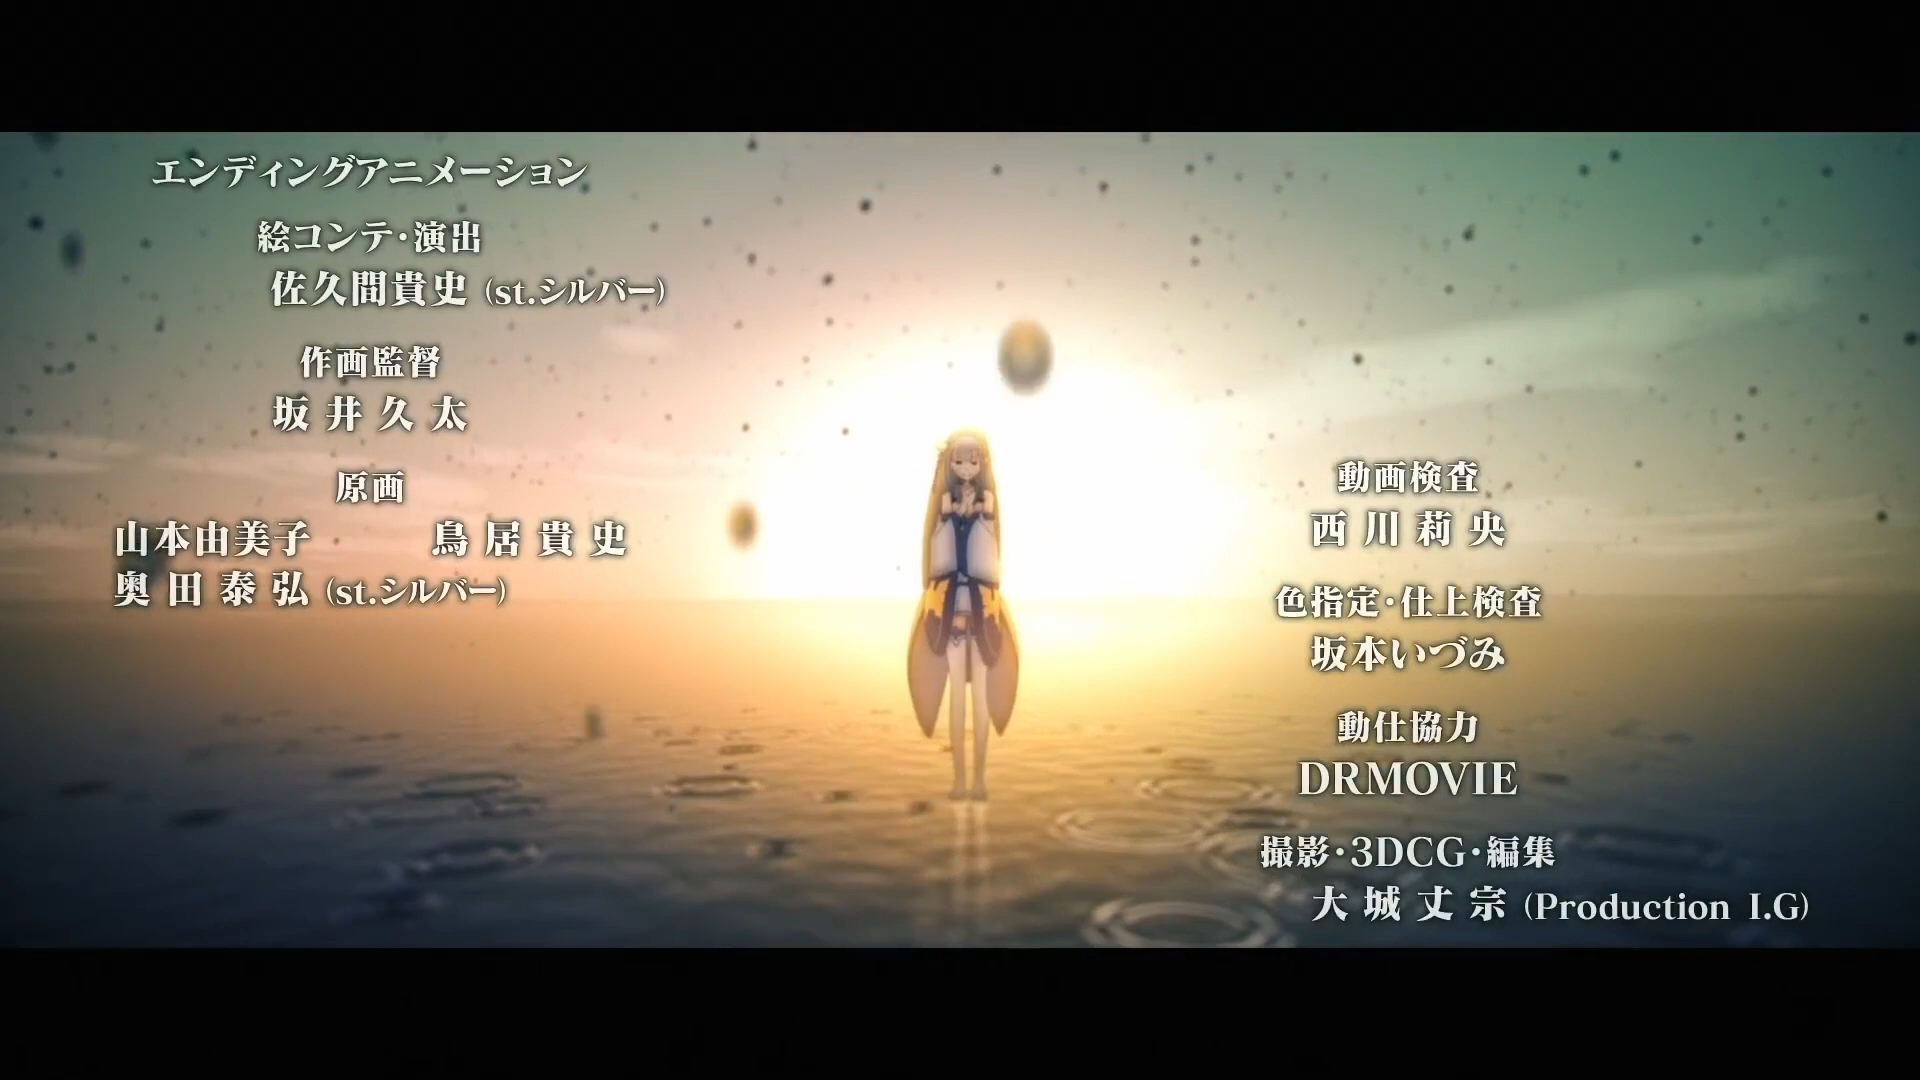 エンディングアニメーション
絵コンテ・演出
佐久間貴史 (st.シルバー)
作画監督
坂井久太
原画
山本由美子 鳥居貴史
奥田泰弘 (st.シルバー)
動画検査
西川莉央
色指定・仕上検査
坂本いづみ
動仕協力
DRMOVIE
撮影・3DCG・編集
大城丈宗 (Production I.G)